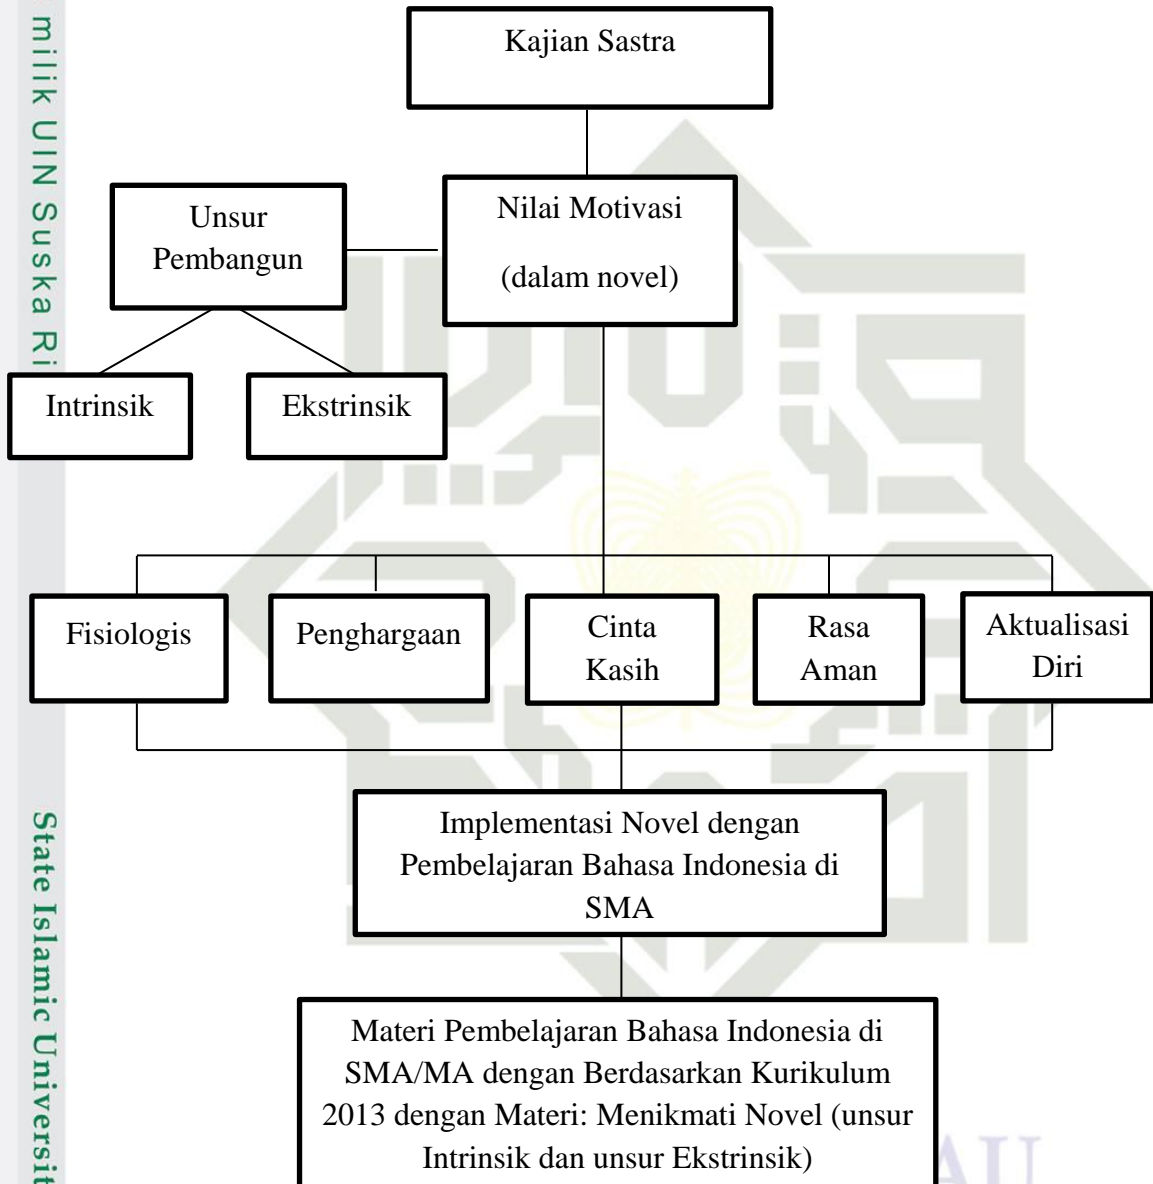 Kajian Sastra
Unsur
Pembangun
Nilai Motivasi
(dalam novel)
Intrinsik
Ekstrinsik
Fisiologis
Penghargaan
Cinta
Kasih
Rasa
Aman
Aktualisasi
Diri
Implementasi Novel dengan
Pembelajaran Bahasa Indonesia di
SMA
Materi Pembelajaran Bahasa Indonesia di
SMA/MA dengan Berdasarkan Kurikulum
2013 dengan Materi: Menikmati Novel (unsur
Intrinsik dan unsur Ekstrinsik)
milik UIN Suska Ri
State Islamic Universit
AU